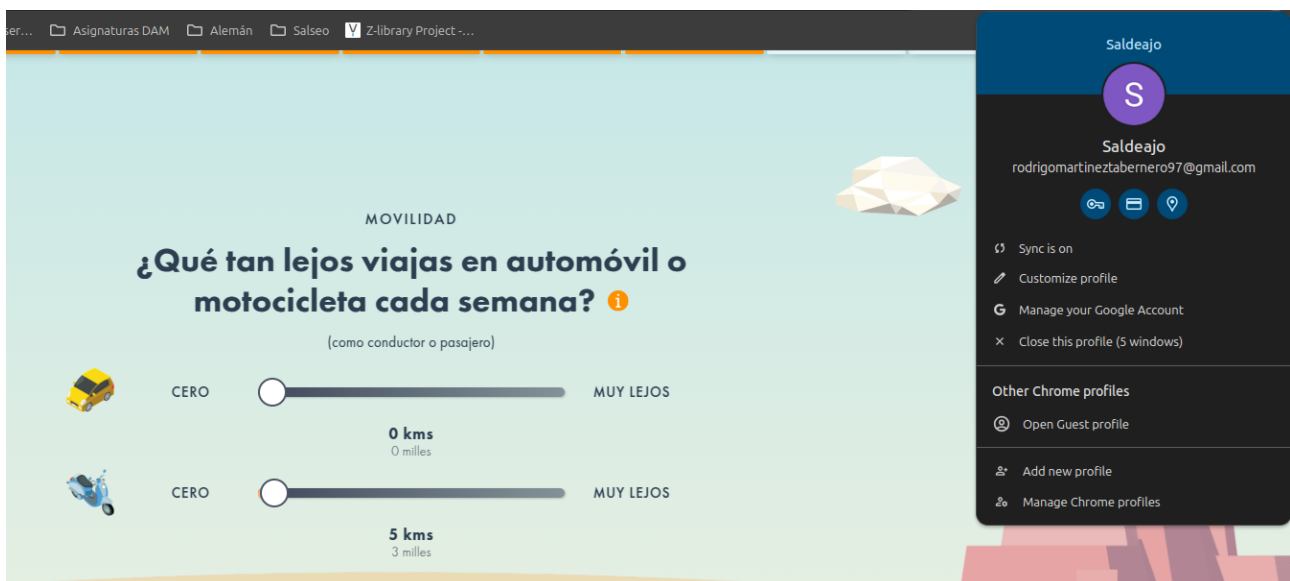 ser...
Asignaturas DAM
Alemán
Salseo
Z-library Project -...
MOVILIDAD
¿Qué tan lejos viajas en automóvil o
motocicleta cada semana? i
(como conductor o pasajero)
CERO
MUY LEJOS
0 kms
0 milles
CERO
MUY LEJOS
5 kms
3 milles
Saldeajo
S
Saldeajo
rodrigomartineztabernero97@gmail.com
Sync is on
Customize profile
G Manage your Google Account
Close this profile (5 windows)
Other Chrome profiles
Open Guest profile
Add new profile
Manage Chrome profiles